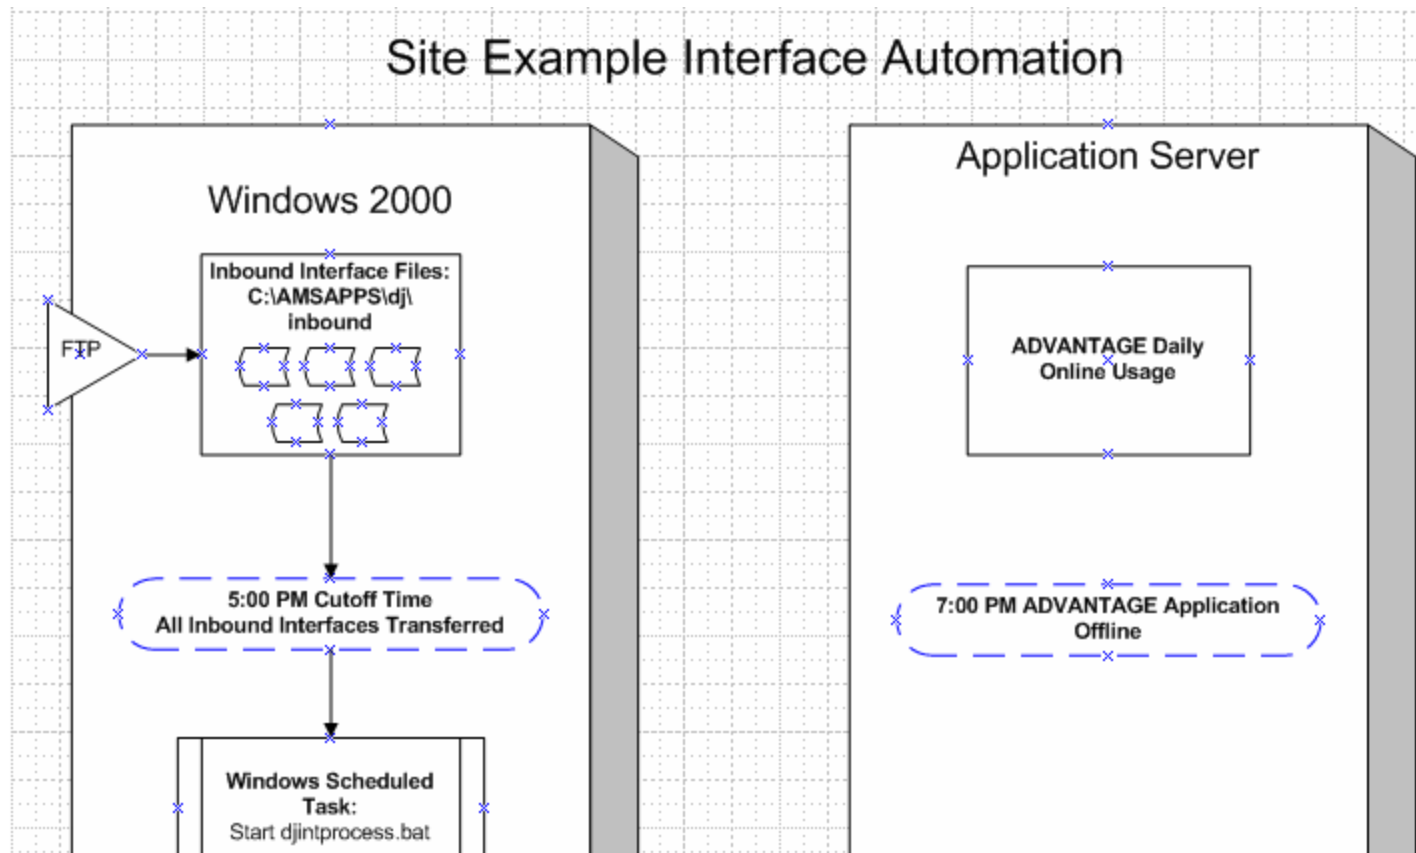 Site Example Interface Automation
Windows 2000
Inbound Interface Files:
C:\AMSAPPS\dj\
inbound
FTP
5:00 PM Cutoff Time
All Inbound Interfaces Transferred
Windows Scheduled
Task:
Start djintprocess.bat
Application Server
ADVANTAGE Daily
Online Usage
7:00 PM ADVANTAGE Application
Offline